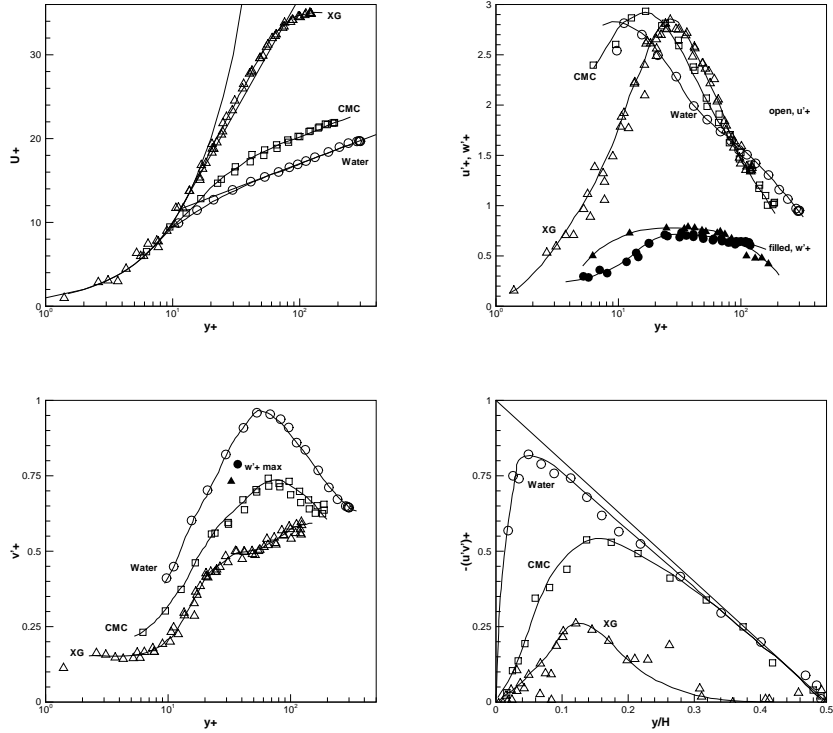 U+
0
10
20
30
10⁰
10¹
10²
y+
XG
CMC
Water
u'+, w'+
0
0.5
1
1.5
2
2.5
3
10⁰
10¹
10²
y+
CMC
Water
open, u'+
XG
filled, w'+
v'+
0
0.25
0.5
0.75
1
10⁰
10¹
10²
y+
w'+ max
Water
CMC
XG
-(u'v')+
0
0.25
0.5
0.75
1
0
0.1
0.2
0.3
0.4
0.5
y/H
Water
CMC
XG